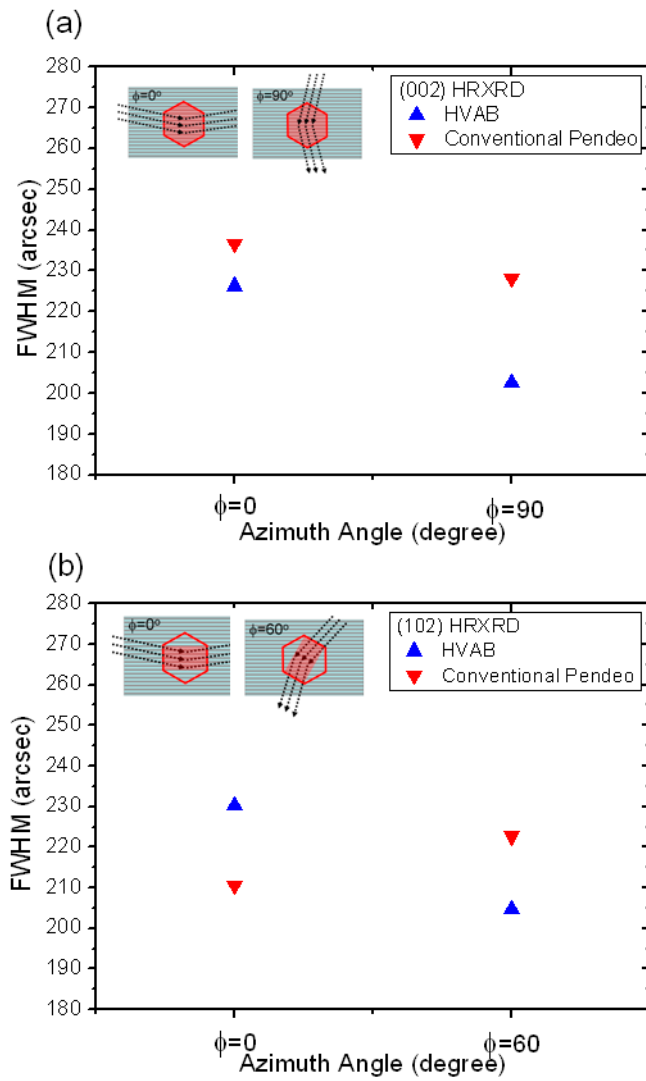 (a)
280
270
260
250
240
230
220
210
200
190
180
FWHM (arcsec)
ϕ=0°
ϕ=90°
(002) HRXRD
HVAB
Conventional Pendeo
ϕ=0
ϕ=90
Azimuth Angle (degree)
(b)
280
270
260
250
240
230
220
210
200
190
180
FWHM (arcsec)
ϕ=0°
ϕ=60°
(102) HRXRD
HVAB
Conventional Pendeo
ϕ=0
ϕ=60
Azimuth Angle (degree)